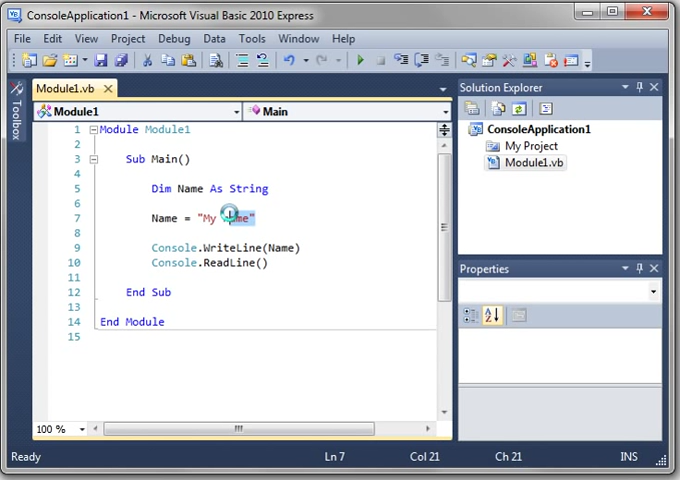 ConsoleApplication1 - Microsoft Visual Basic 2010 Express
File Edit View Project Debug Data Tools Window Help
Module1.vb
Solution Explorer
Toolbox
Module1 Main
1 Module Module1
2
3 Sub Main()
4
5 Dim Name As String
6
7 Name = "My me"
8
9 Console.WriteLine(Name)
10 Console.ReadLine()
11
12 End Sub
13
14 End Module
15
ConsoleApplication1
My Project
Module1.vb
Properties
100 %
Ready Ln 7 Col 21 Ch 21 INS